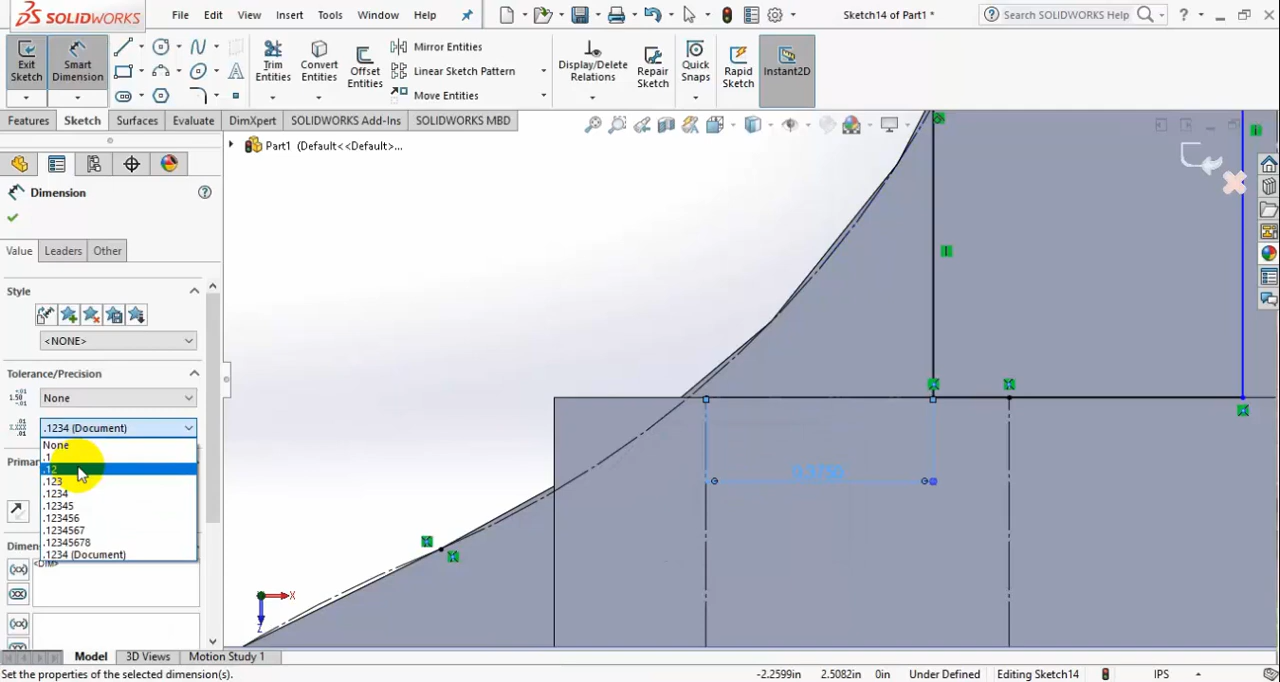 SOLIDWORKS File Edit View Insert Tools Window Help Sketch14 of Part1 * Search SOLIDWORKS Help
Exit Sketch
Smart Dimension
Trim Entities
Convert Entities
Offset Entities
Mirror Entities
Linear Sketch Pattern
Move Entities
Display/Delete Relations
Repair Sketch
Quick Snaps
Rapid Sketch
Instant2D
Features Sketch Surfaces Evaluate DimXpert SOLIDWORKS Add-Ins SOLIDWORKS MBD
Part1 (Default<<Default>...
Dimension
Value Leaders Other
Style
<NONE>
Tolerance/Precision
None
.1234 (Document)
None
.1
.12
.123
.1234
.12345
.123456
.1234567
.12345678
.1234 (Document)
<DIM>
X
Z
Model 3D Views Motion Study 1
Set the properties of the selected dimension(s). -2.2599in 2.5082in 0in Under Defined Editing Sketch14 IPS